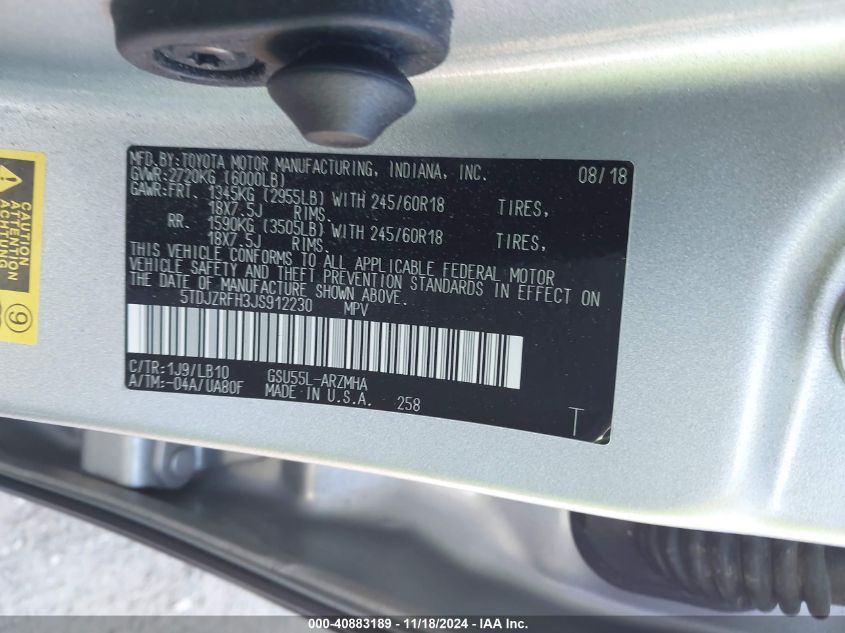 MFD.BY:TOYOTA MOTOR MANUFACTURING, INDIANA, INC. 08/18
GVWR:2720KG (6000LB)
GAWR:FRT. 1345KG (2955LB) WITH 245/60R18 TIRES,
18X7.5J RIMS.
RR. 1590KG (3505LB) WITH 245/60R18 TIRES,
18X7.5J RIMS.
THIS VEHICLE CONFORMS TO ALL APPLICABLE FEDERAL MOTOR
VEHICLE SAFETY AND THEFT PREVENTION STANDARDS IN EFFECT ON
THE DATE OF MANUFACTURE SHOWN ABOVE.
5TDJZRFH3JS912230 MPV
C/TR:1J9/LB10 GSU55L-ARZMHA
A/TM:-04A/UA80F MADE IN U.S.A. 258
T
CAUTION
ATTENTION
ACHTUNG
9
000-40883189 - 11/18/2024 - IAA Inc.